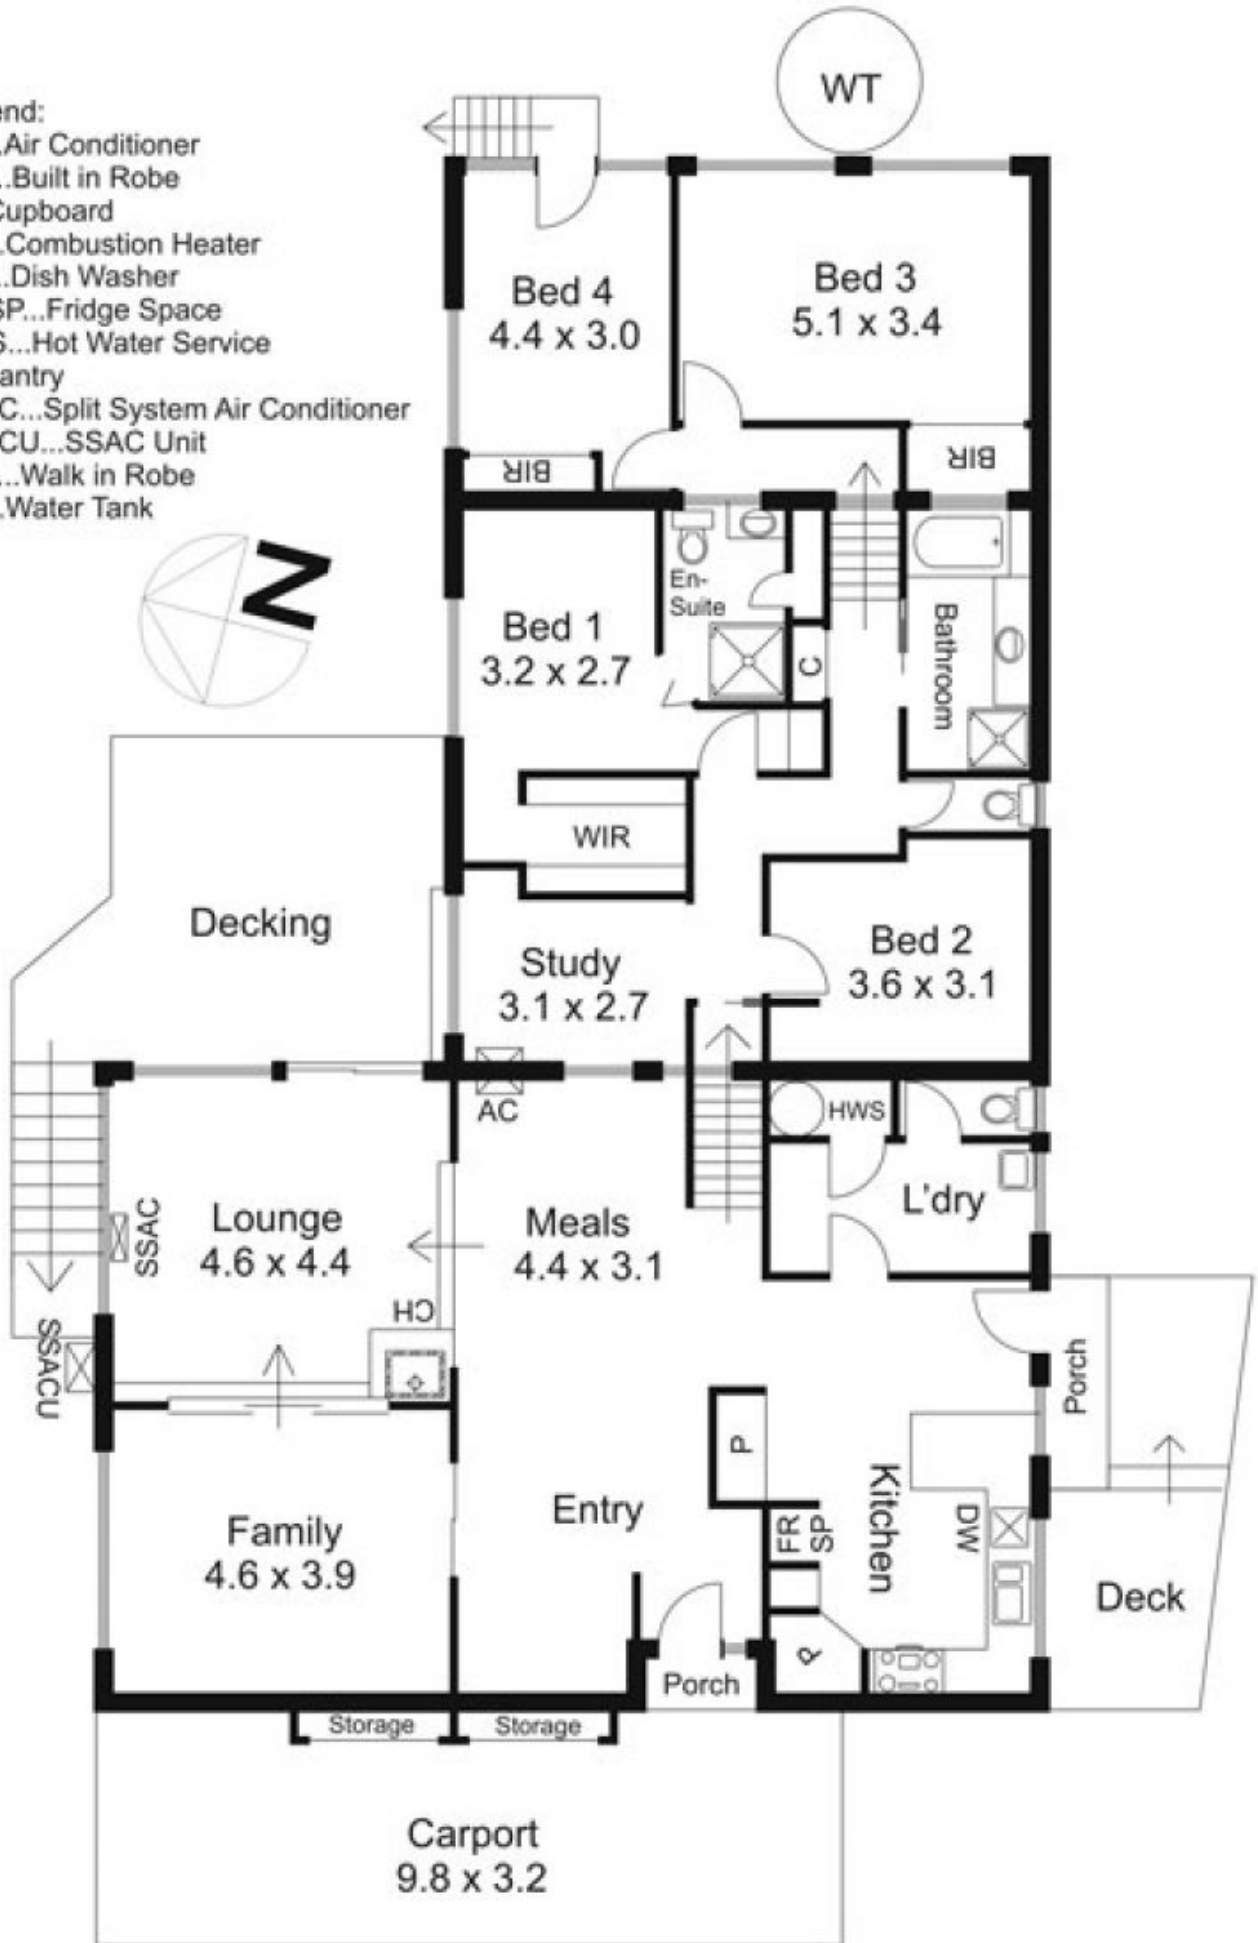 end:
.Air Conditioner
..Built in Robe
Cupboard
.Combustion Heater
..Dish Washer
SP...Fridge Space
S...Hot Water Service
antry
C...Split System Air Conditioner
CU...SSAC Unit
...Walk in Robe
.Water Tank
N
WT
Bed 4
4.4 x 3.0
Bed 3
5.1 x 3.4
BIR
BIR
Bed 1
3.2 x 2.7
En-
Suite
C
Bathroom
WIR
Decking
Study
3.1 x 2.7
Bed 2
3.6 x 3.1
AC
HWS
L'dry
SSAC
Lounge
4.6 x 4.4
Meals
4.4 x 3.1
CH
SSACU
Porch
P
Family
4.6 x 3.9
Entry
FR
SP
Kitchen
DW
Deck
P
Porch
Storage
Storage
Carport
9.8 x 3.2